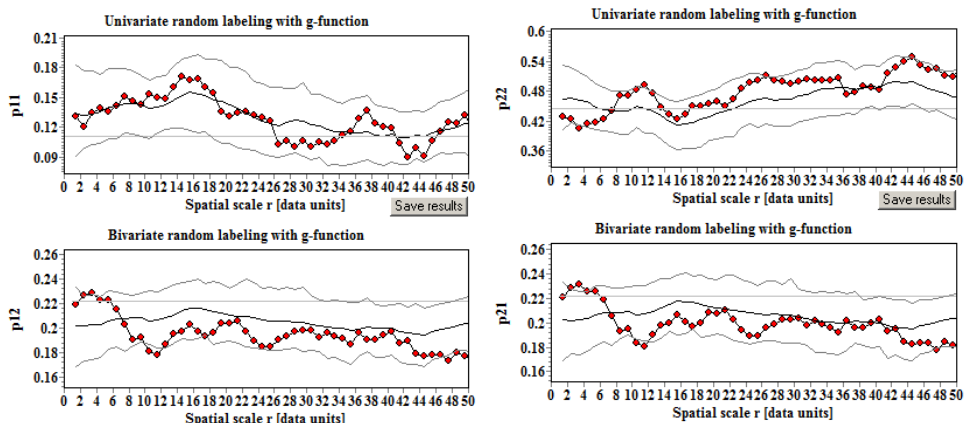 Univariate random labeling with g-function
0.21
0.18
0.15
0.12
0.09
p11
0 2 4 6 8 10 12 14 16 18 20 22 24 26 28 30 32 34 36 38 40 42 44 46 48 50
Spatial scale r [data units]
Save results
Univariate random labeling with g-function
0.6
0.54
0.48
0.42
0.36
p22
0 2 4 6 8 10 12 14 16 18 20 22 24 26 28 30 32 34 36 38 40 42 44 46 48 50
Spatial scale r [data units]
Save results
Bivariate random labeling with g-function
0.26
0.24
0.22
0.2
0.18
0.16
p12
0 2 4 6 8 10 12 14 16 18 20 22 24 26 28 30 32 34 36 38 40 42 44 46 48 50
Spatial scale r [data units]
Bivariate random labeling with g-function
0.26
0.24
0.22
0.2
0.18
0.16
p21
0 2 4 6 8 10 12 14 16 18 20 22 24 26 28 30 32 34 36 38 40 42 44 46 48 50
Spatial scale r [data units]